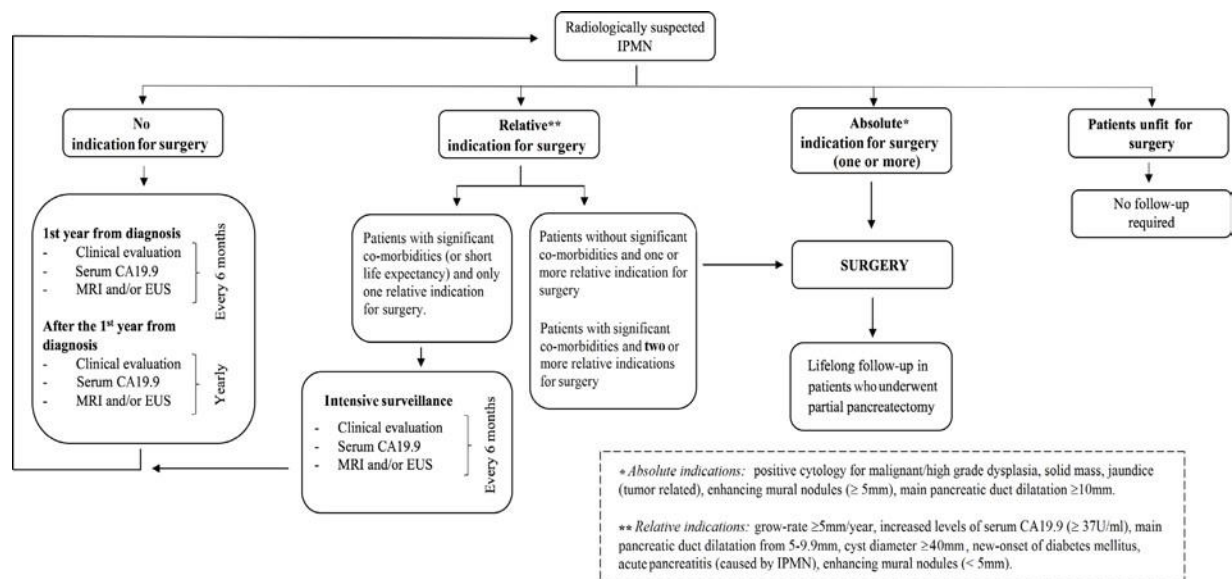 Radiologically suspected
IPMN
No
indication for surgery
Relative**
indication for surgery
Absolute*
indication for surgery
(one or more)
Patients unfit for
surgery
1st year from diagnosis
- Clinical evaluation
- Serum CA19.9
- MRI and/or EUS
Every 6 months
After the 1st year from
diagnosis
- Clinical evaluation
- Serum CA19.9
- MRI and/or EUS
Yearly
Patients with significant
co-morbidities (or short
life expectancy) and only
one relative indication
for surgery.
Patients without significant
co-morbidities and one or
more relative indication for
surgery
Patients with significant
co-morbidities and two or
more relative indications
for surgery
Intensive surveillance
- Clinical evaluation
- Serum CA19.9
- MRI and/or EUS
Every 6 months
SURGERY
Lifelong follow-up in
patients who underwent
partial pancreatectomy
No follow-up
required
* Absolute indications: positive cytology for malignant/high grade dysplasia, solid mass, jaundice
(tumor related), enhancing mural nodules (≥ 5mm), main pancreatic duct dilatation ≥10mm.
** Relative indications: grow-rate ≥5mm/year, increased levels of serum CA19.9 (≥ 37U/ml), main
pancreatic duct dilatation from 5-9.9mm, cyst diameter ≥40mm, new-onset of diabetes mellitus,
acute pancreatitis (caused by IPMN), enhancing mural nodules (< 5mm).